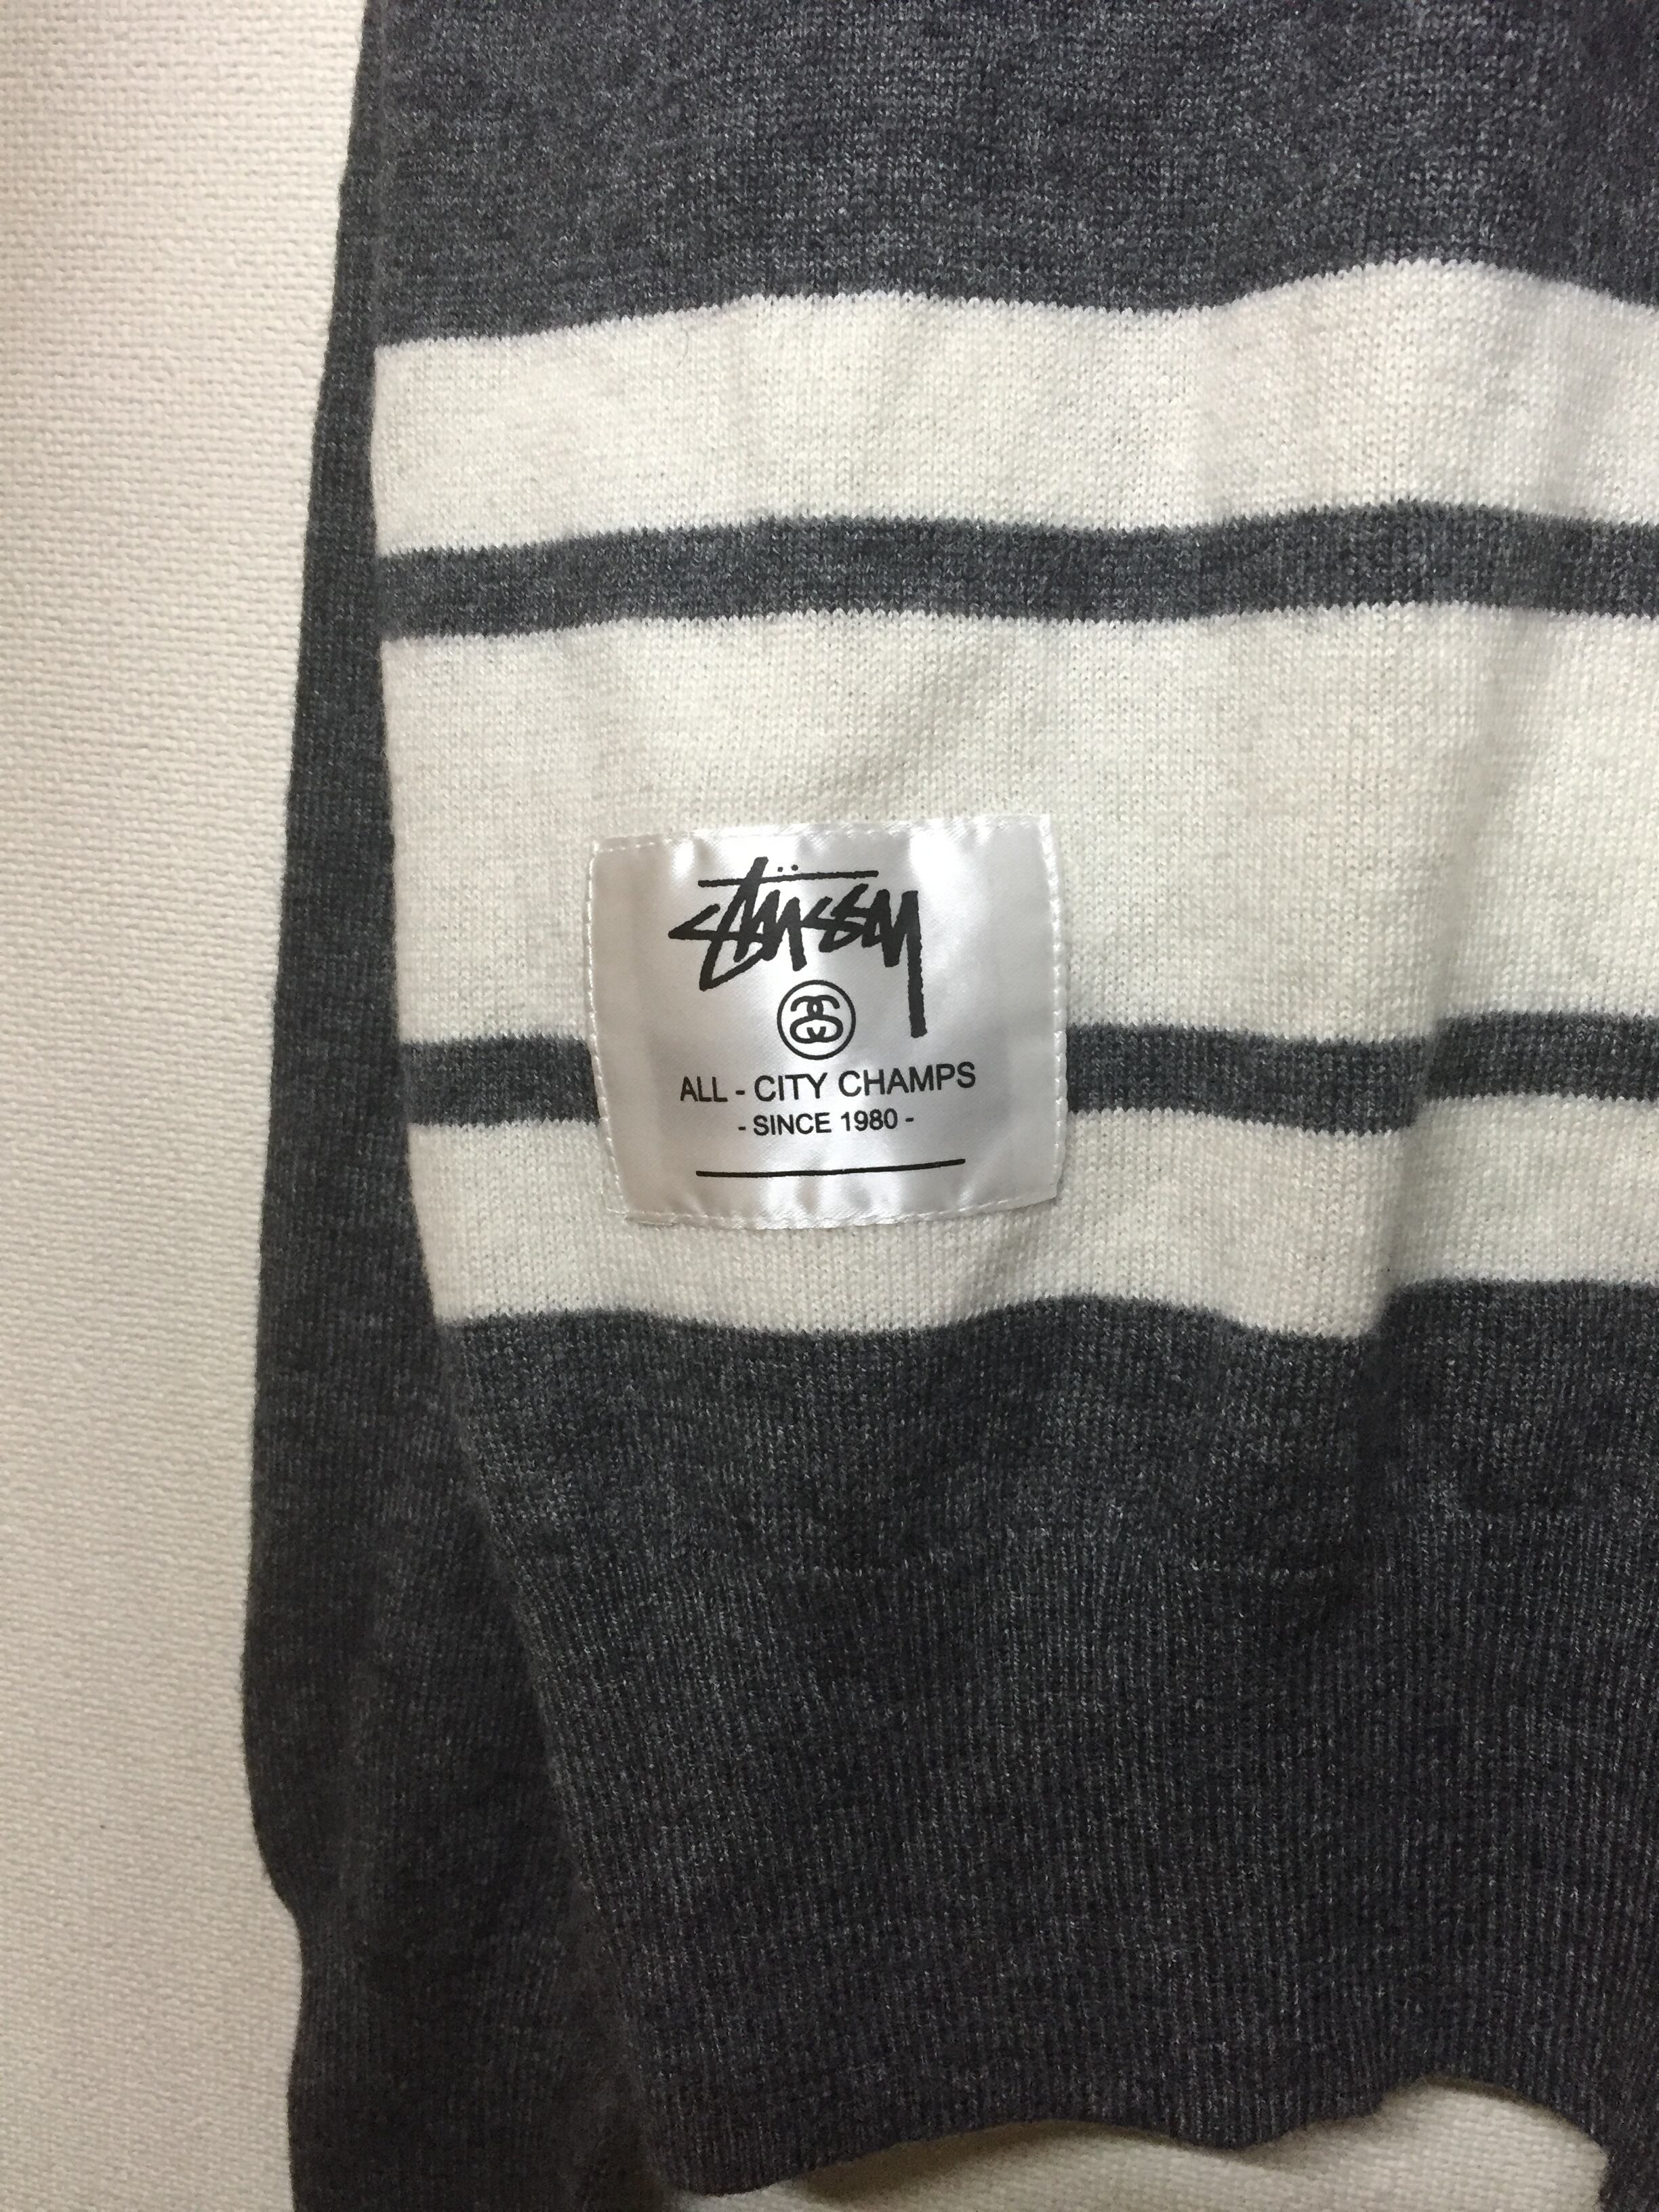 Stüssy
ALL - CITY CHAMPS
- SINCE 1980 -